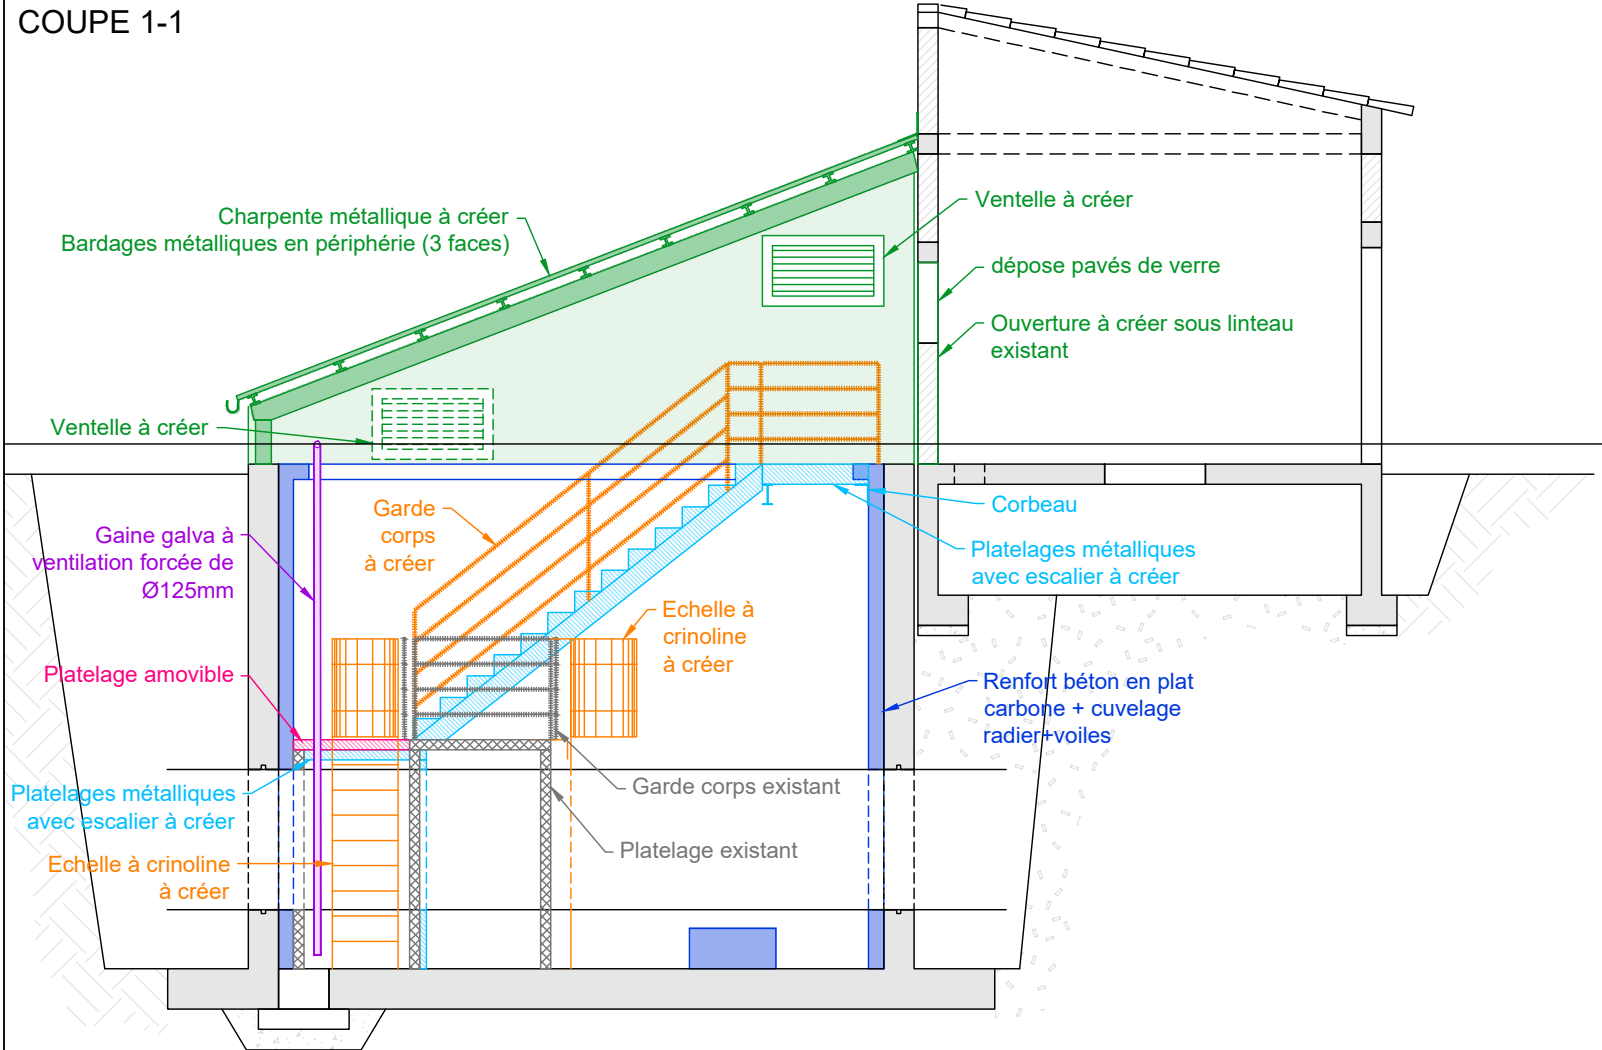 COUPE 1-1
Charpente métallique à créer
Bardages métalliques en périphérie (3 faces)
Ventelle à créer
dépose pavés de verre
Ouverture à créer sous linteau
existant
Ventelle à créer
Garde
corps
à créer
Corbeau
Gaine galva à
ventilation forcée de
Ø125mm
Platelages métalliques
avec escalier à créer
Echelle à
crinoline
à créer
Platelage amovible
Renfort béton en plat
carbone + cuvelage
radier+voiles
Platelages métalliques
avec escalier à créer
Garde corps existant
Echelle à crinoline
à créer
Platelage existant